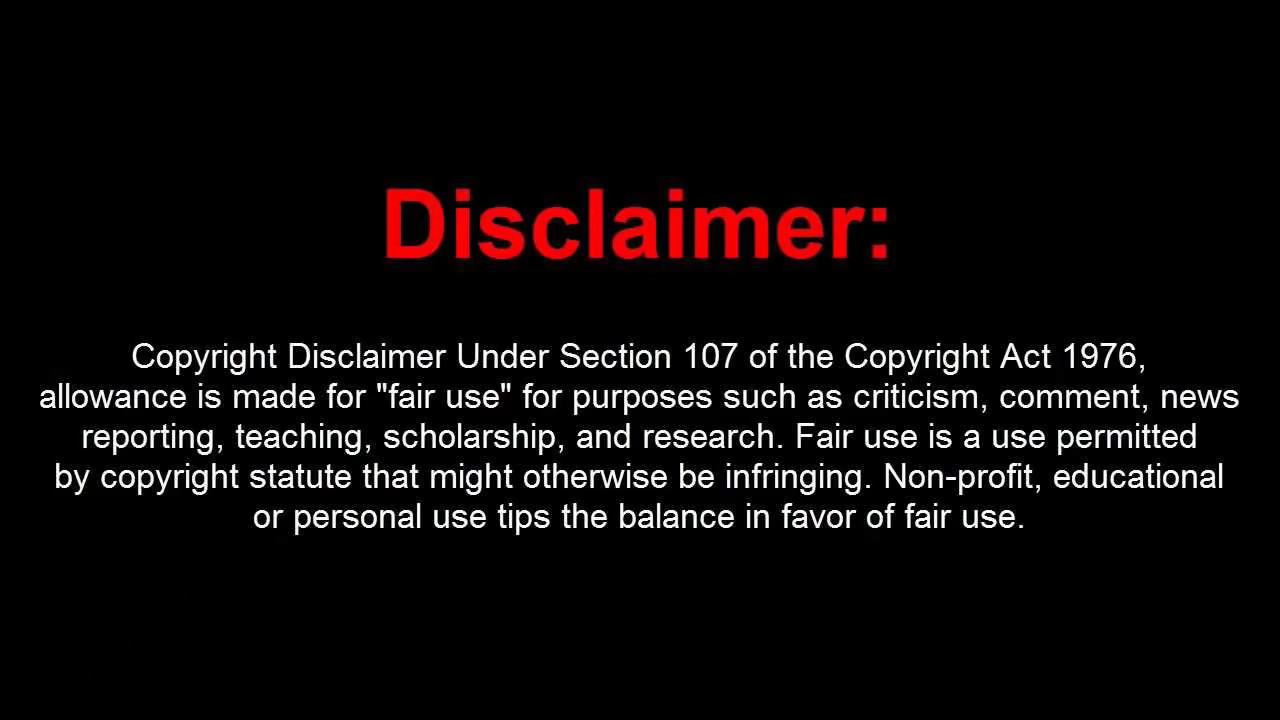 Disclaimer:
Copyright Disclaimer Under Section 107 of the Copyright Act 1976,
allowance is made for "fair use" for purposes such as criticism, comment, news
reporting, teaching, scholarship, and research. Fair use is a use permitted
by copyright statute that might otherwise be infringing. Non-profit, educational
or personal use tips the balance in favor of fair use.